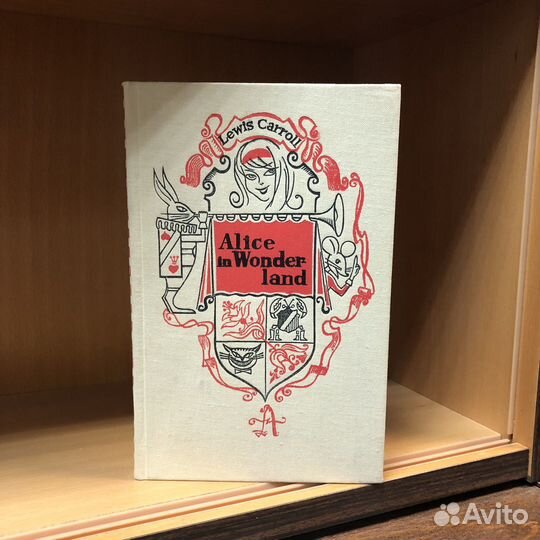 Lewis Carroll
Alice
in Wonder-
land
A
Avito